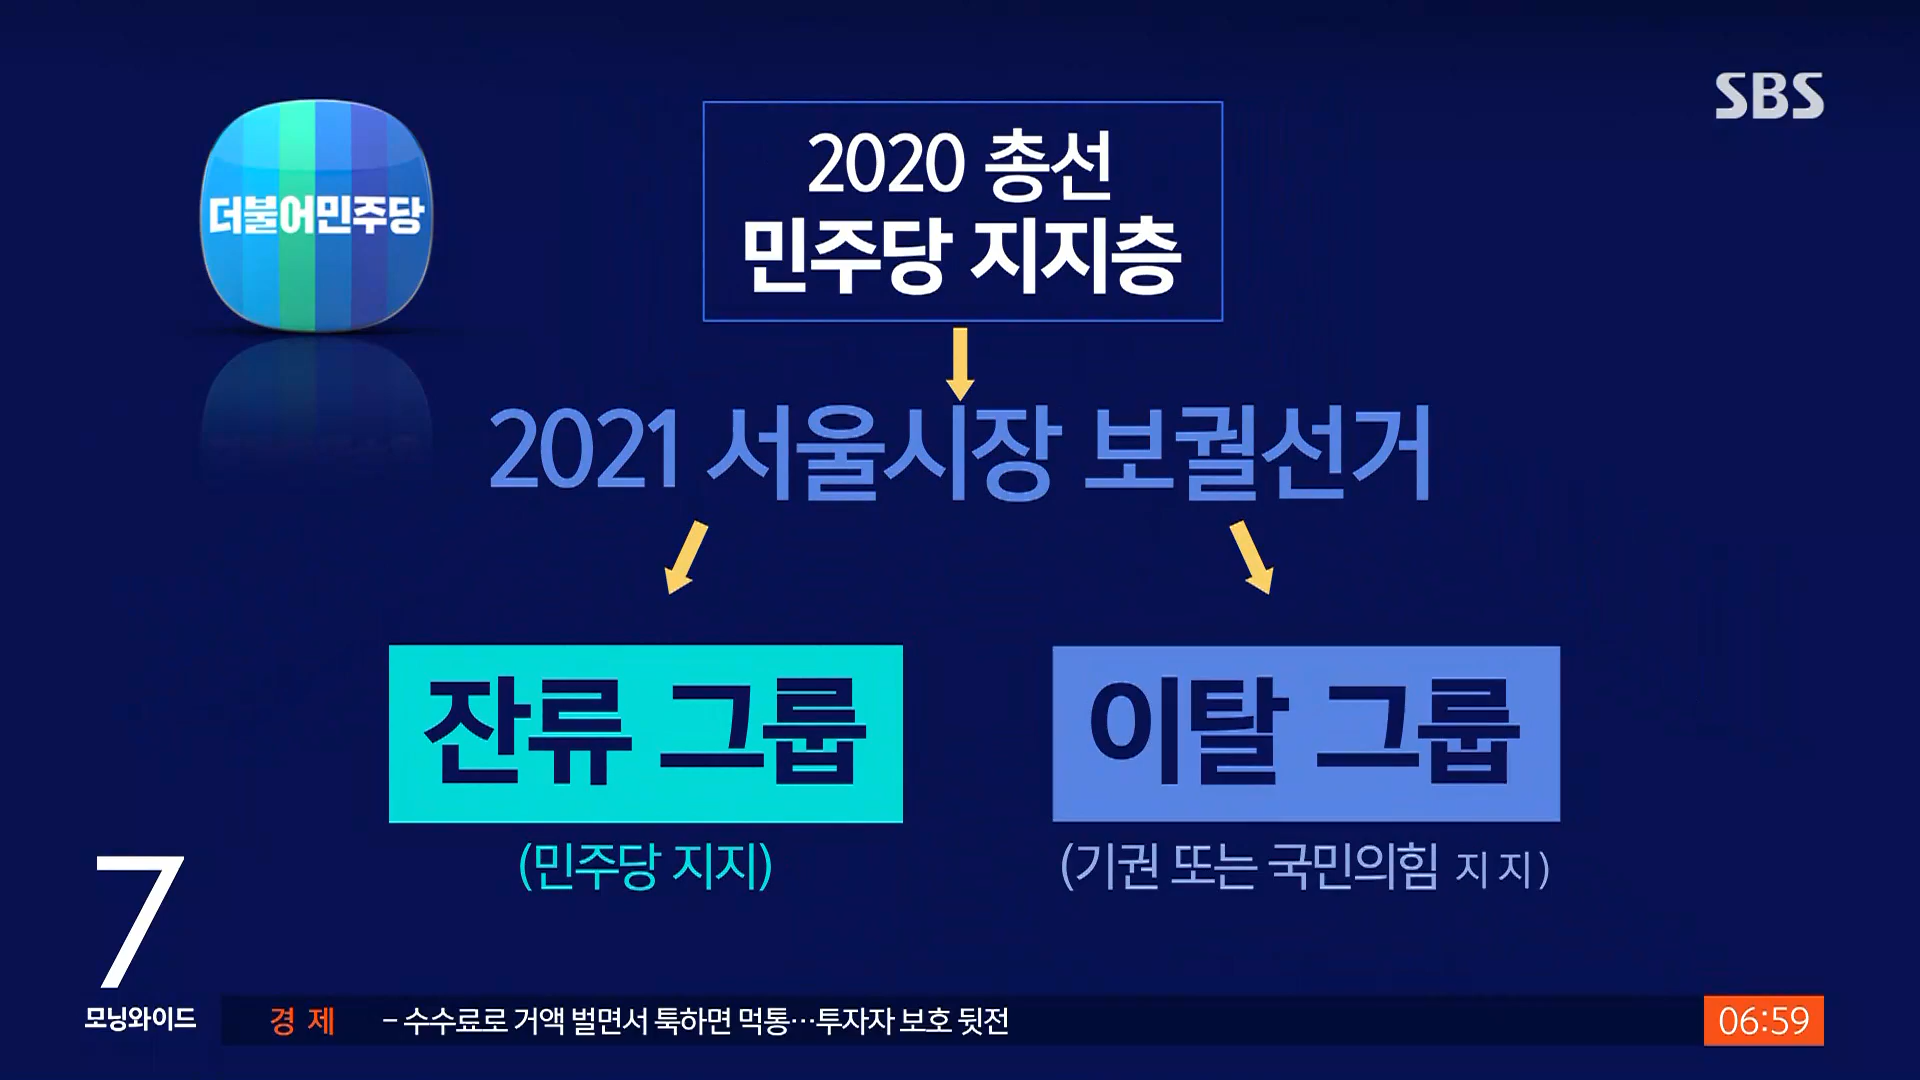 SBS
더불어민주당
2020 총선
민주당 지지층
2021 서울시장 보궐선거
잔류 그룹
이탈 그룹
(민주당 지지)
(기권 또는 국민의힘 지지)
7
모닝와이드
경제
- 수수료로 거액 벌면서 툭하면 먹통…투자자 보호 뒷전
06:59